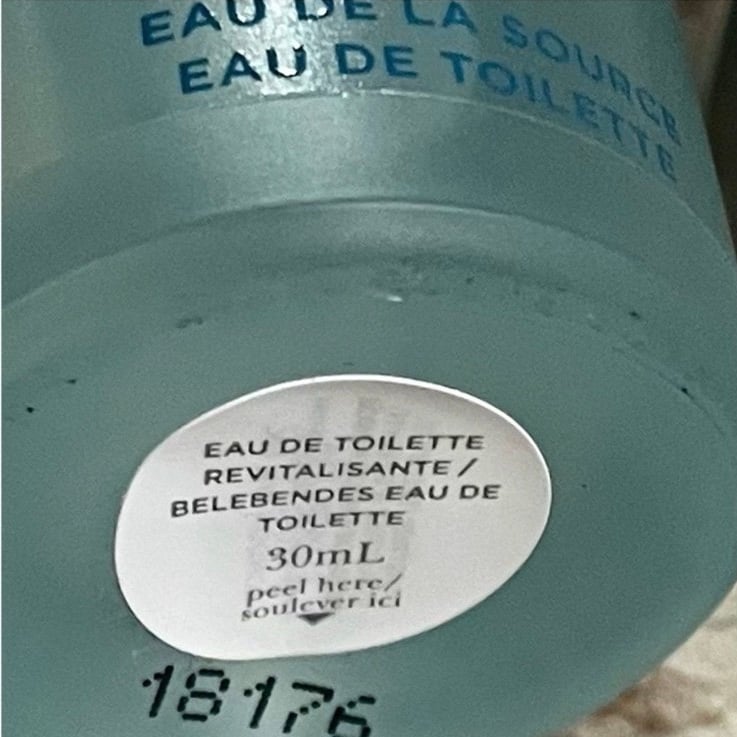 EAU DE LA SOURCE
EAU DE TOILETTE
EAU DE TOILETTE
REVITALISANTE /
BELEBENDES EAU DE
TOILETTE
30mL
peel here/
soulever ici
18176